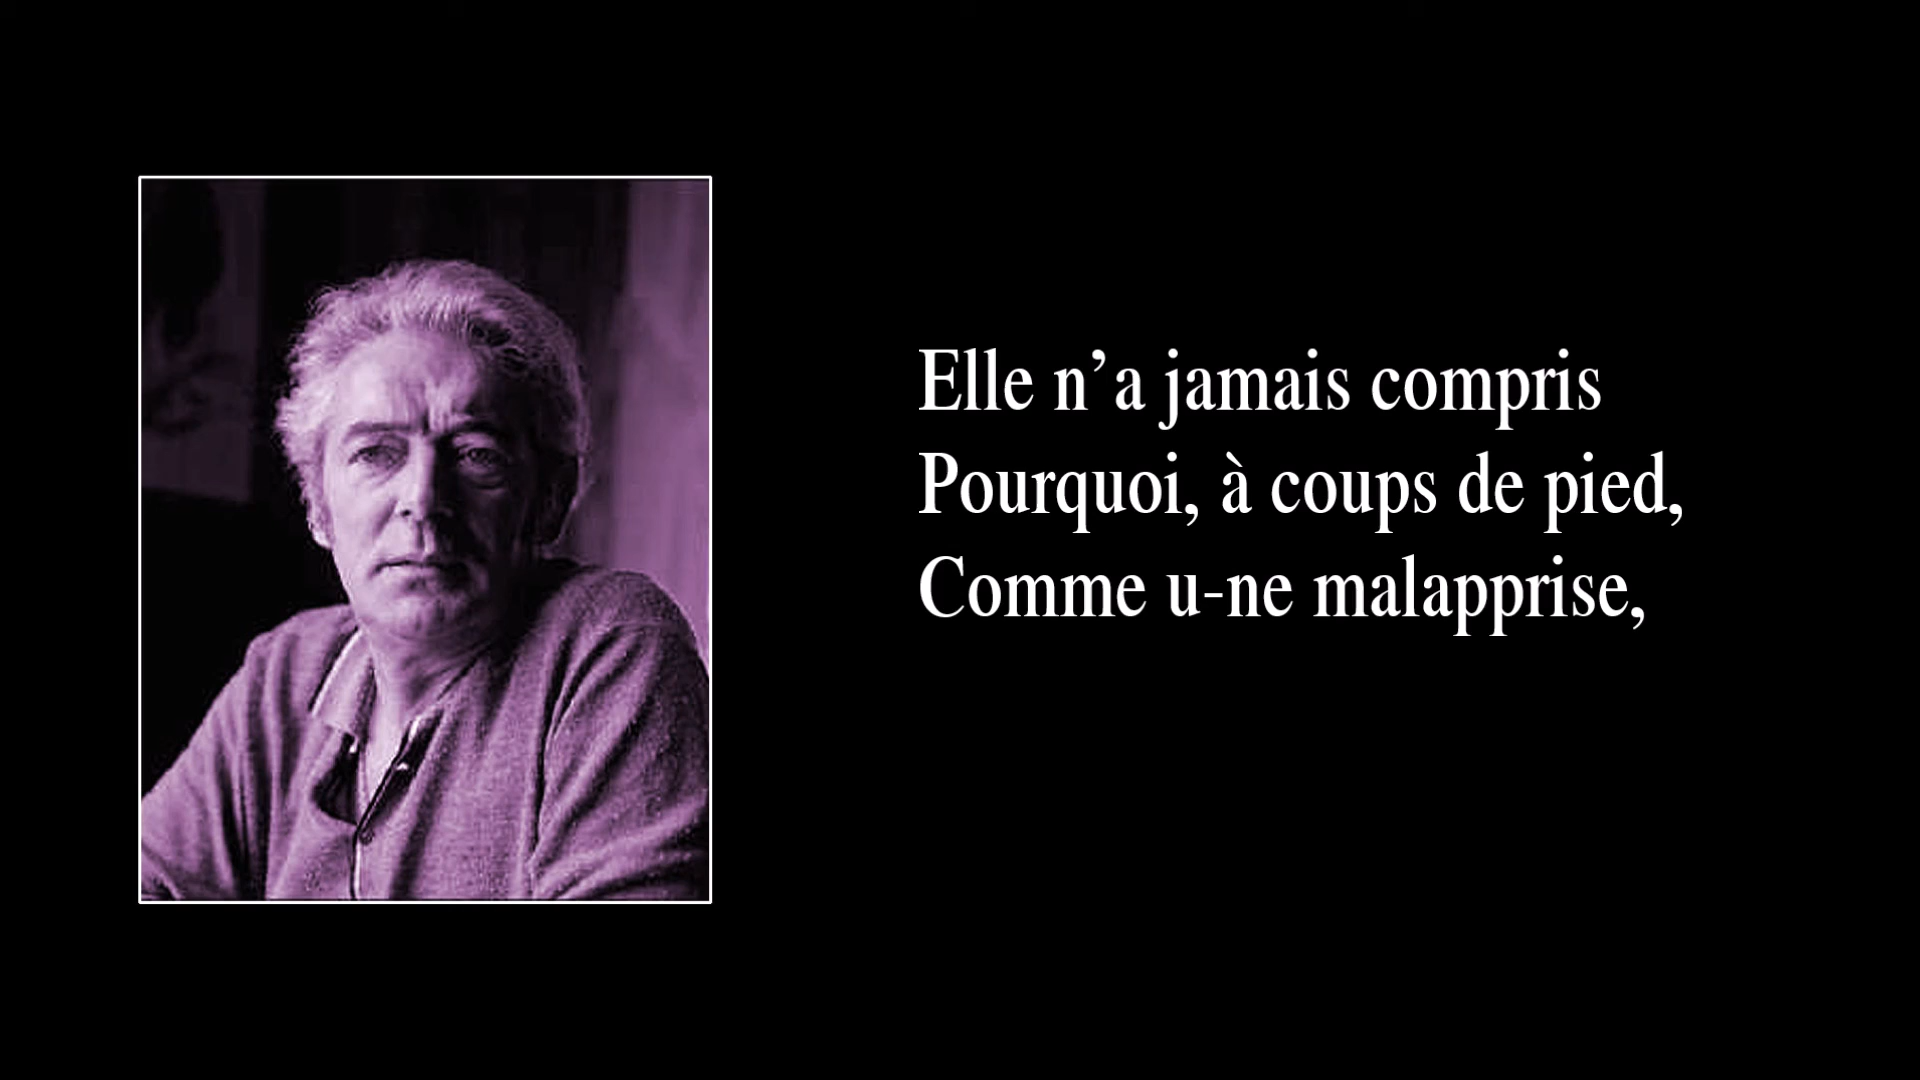 Elle n’a jamais compris
Pourquoi, à coups de pied,
Comme u-ne malapprise,